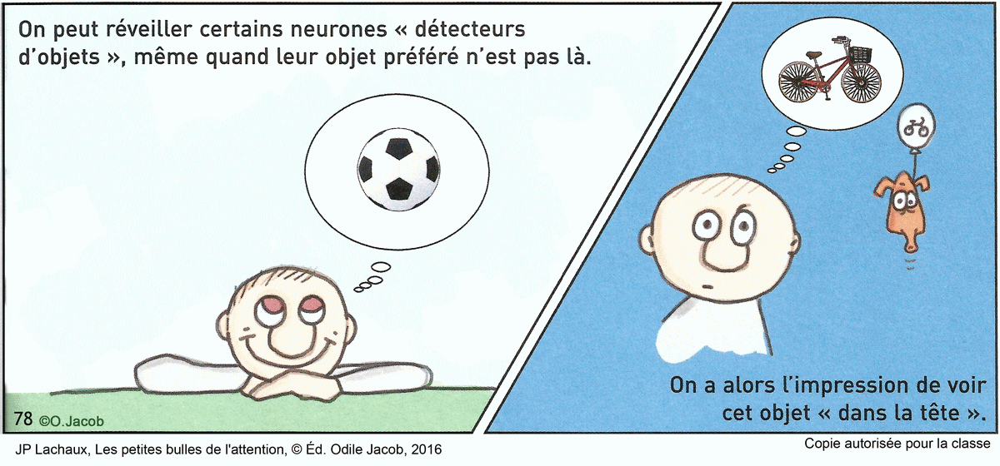 On peut réveiller certains neurones « détecteurs
d'objets », même quand leur objet préféré n'est pas là.
On a alors l'impression de voir
cet objet « dans la tête ».
78 ©O.Jacob
JP Lachaux, Les petites bulles de l'attention, © Éd. Odile Jacob, 2016
Copie autorisée pour la classe